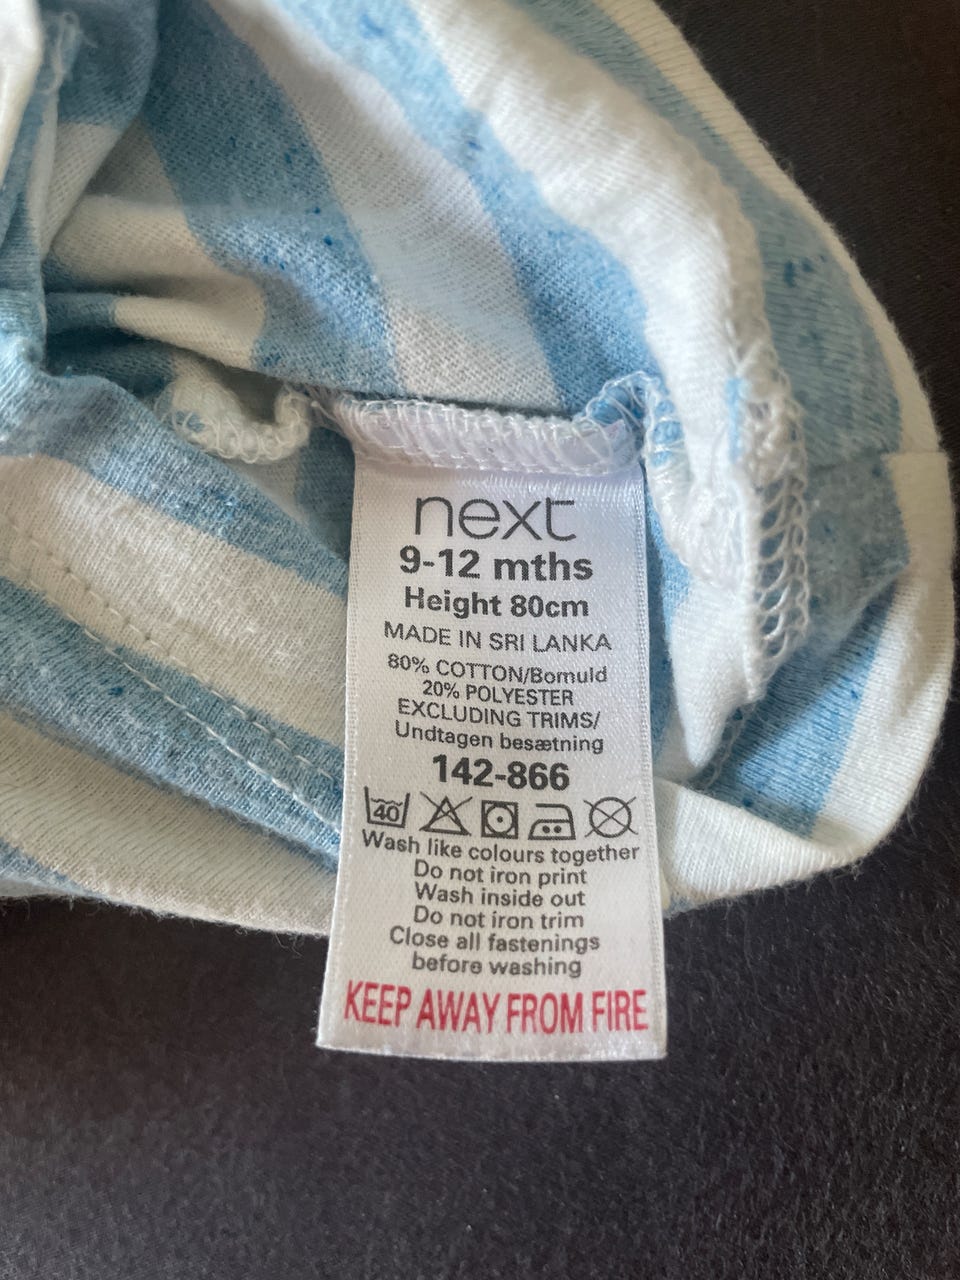 next
9-12 mths
Height 80cm
MADE IN SRI LANKA
80% COTTON/Bomuld
20% POLYESTER
EXCLUDING TRIMS/
Undtagen besætning
142-866
40
Wash like colours together
Do not iron print
Wash inside out
Do not iron trim
Close all fastenings
before washing
KEEP AWAY FROM FIRE